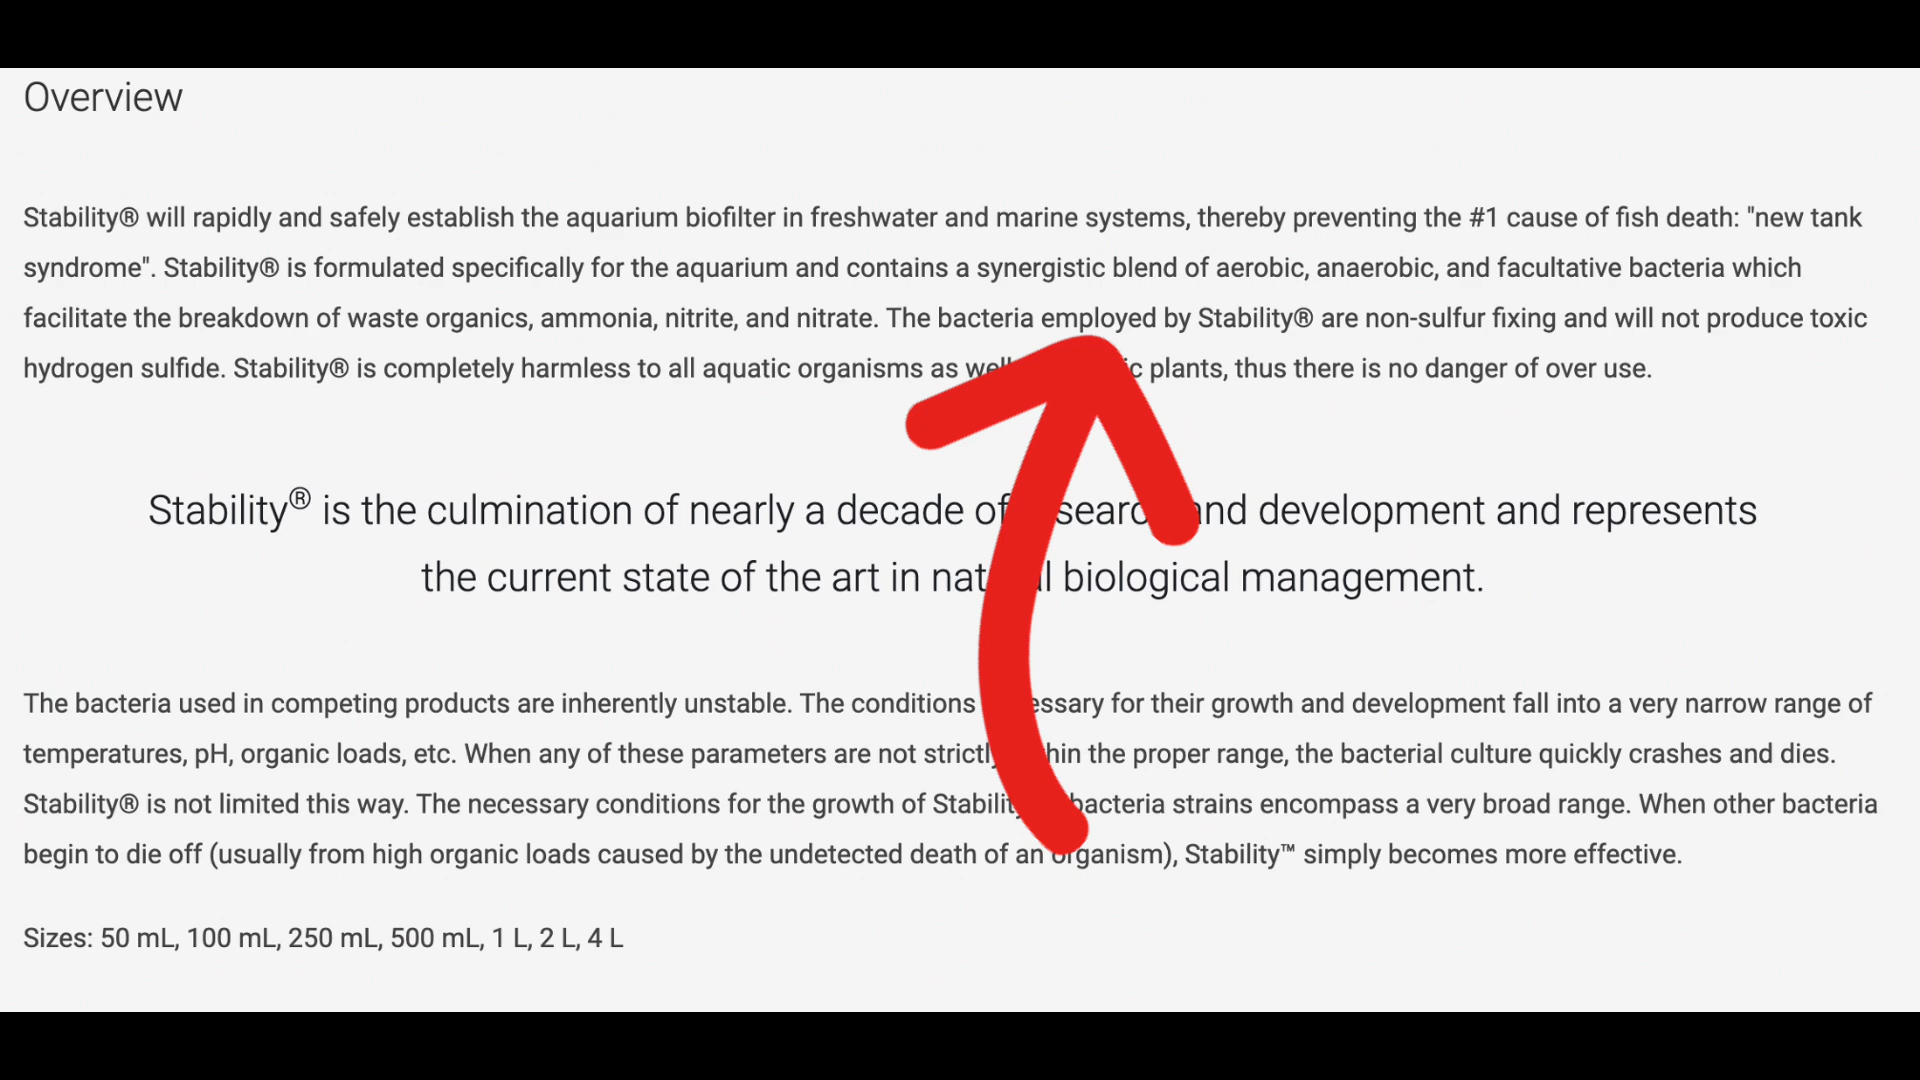 Overview
Stability® will rapidly and safely establish the aquarium biofilter in freshwater and marine systems, thereby preventing the #1 cause of fish death: "new tank
syndrome". Stability® is formulated specifically for the aquarium and contains a synergistic blend of aerobic, anaerobic, and facultative bacteria which
facilitate the breakdown of waste organics, ammonia, nitrite, and nitrate. The bacteria employed by Stability® are non-sulfur fixing and will not produce toxic
hydrogen sulfide. Stability® is completely harmless to all aquatic organisms as well plants, thus there is no danger of over use.
Stability® is the culmination of nearly a decade of research and development and represents
the current state of the art in natural biological management.
The bacteria used in competing products are inherently unstable. The conditions necessary for their growth and development fall into a very narrow range of
temperatures, pH, organic loads, etc. When any of these parameters are not strictly within the proper range, the bacterial culture quickly crashes and dies.
Stability® is not limited this way. The necessary conditions for the growth of Stability bacteria strains encompass a very broad range. When other bacteria
begin to die off (usually from high organic loads caused by the undetected death of an organism), Stability™ simply becomes more effective.
Sizes: 50 mL, 100 mL, 250 mL, 500 mL, 1 L, 2 L, 4 L